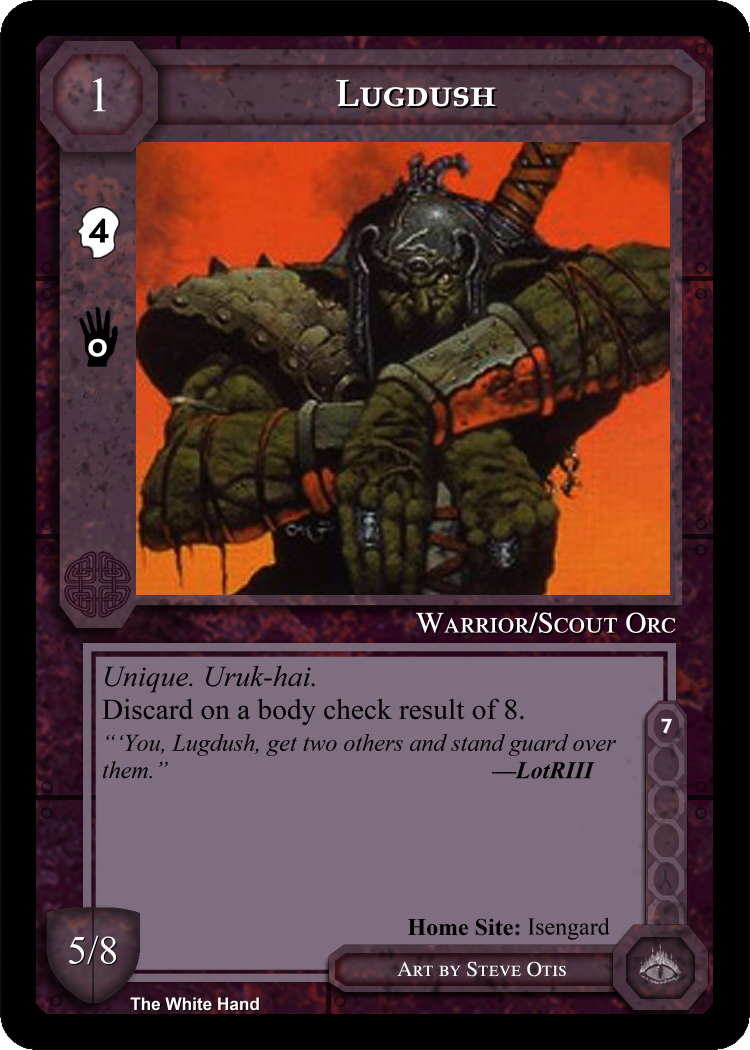 1
Lugdush
4
0
Warrior/Scout Orc
Unique. Uruk-hai.
Discard on a body check result of 8.
“‘You, Lugdush, get two others and stand guard over
them.”
—LotRIII
7
Home Site: Isengard
5/8
Art by Steve Otis
The White Hand